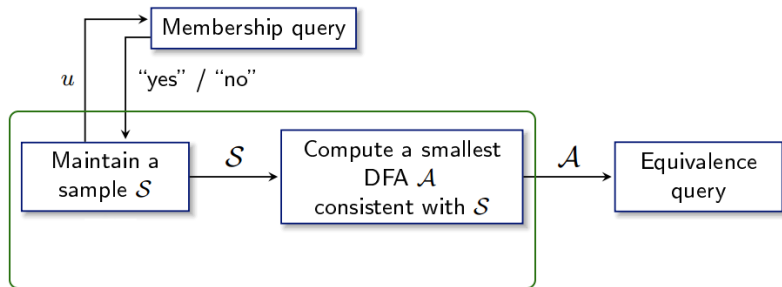 Membership query
u
“yes” / “no”
Maintain a
sample 𝒮
𝒮
Compute a smallest
DFA 𝒜
consistent with 𝒮
𝒜
Equivalence
query